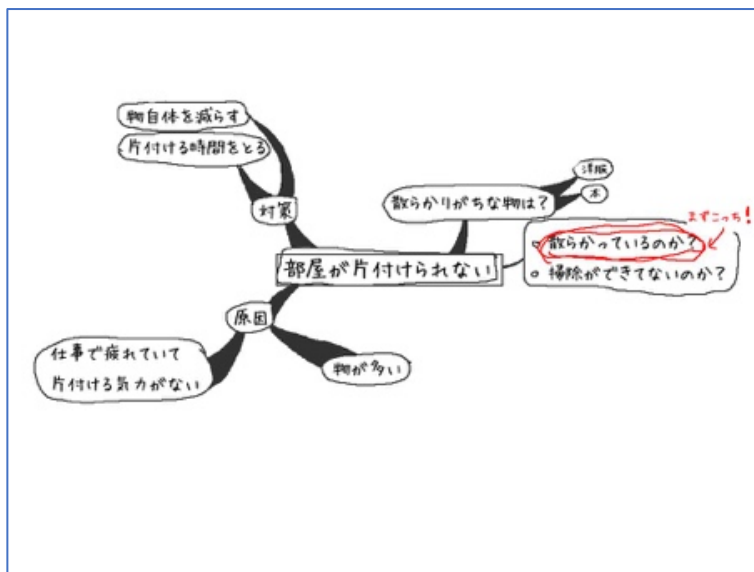 物自体を減らす
片付ける時間をとる
対策
洋服
本
散らかりがちな物は?
まずこっち!
散らかっているのか?
掃除ができてないのか?
部屋が片付けられない
原因
仕事で疲れていて
片付ける気力がない
物が多い